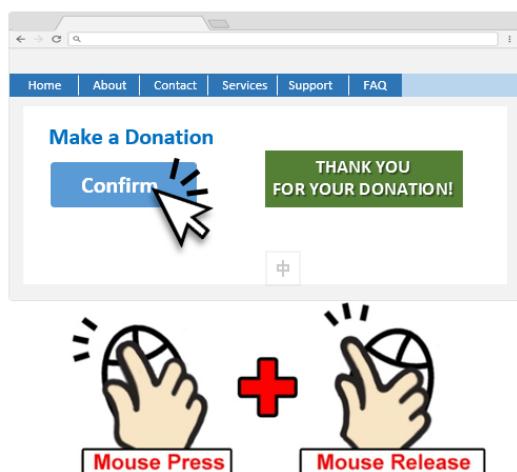 Home About Contact Services Support FAQ
Make a Donation
Confirm
THANK YOU
FOR YOUR DONATION!
中
Mouse Press
Mouse Release